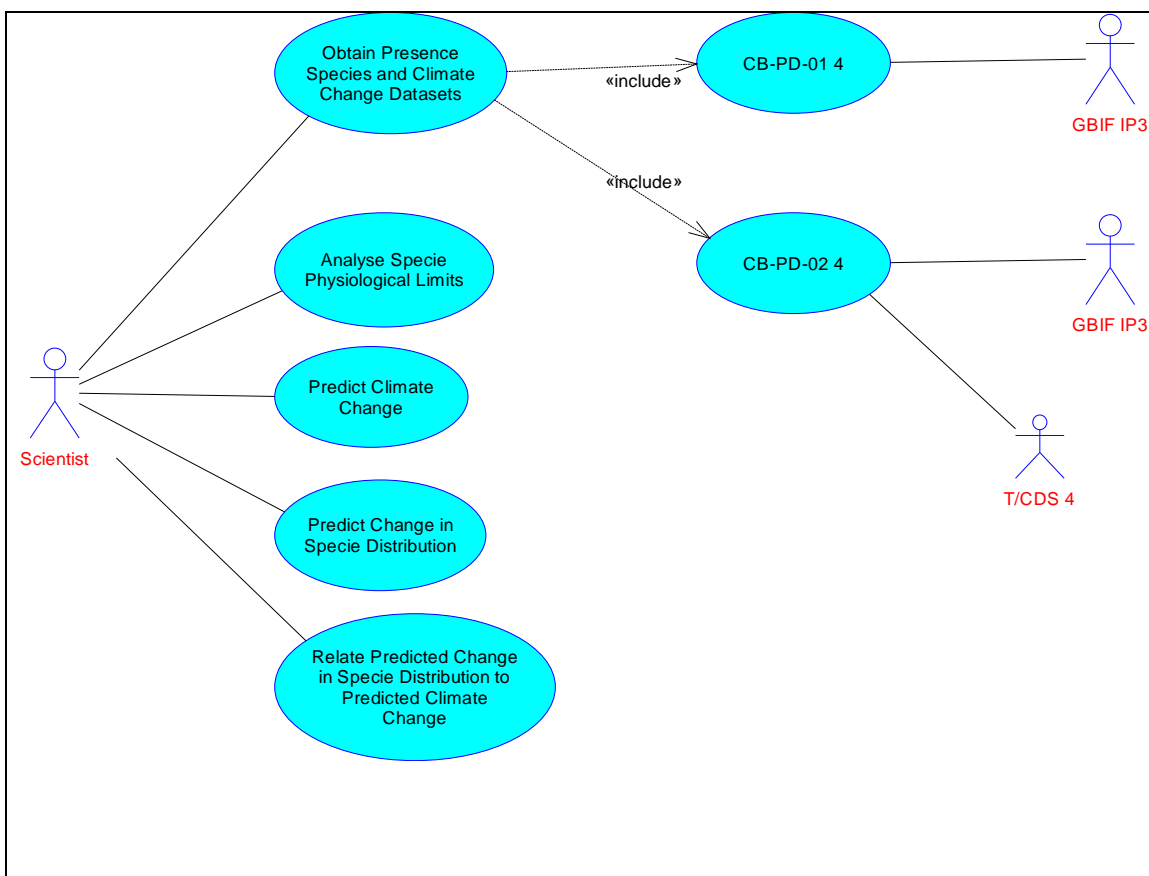 Obtain Presence
Species and Climate
Change Datasets
«include»
CB-PD-01 4
GBIF IP3
«include»
CB-PD-02 4
GBIF IP3
Analyse Specie
Physiological Limits
Predict Climate
Change
Scientist
T/CDS 4
Predict Change in
Specie Distribution
Relate Predicted Change
in Specie Distribution to
Predicted Climate
Change